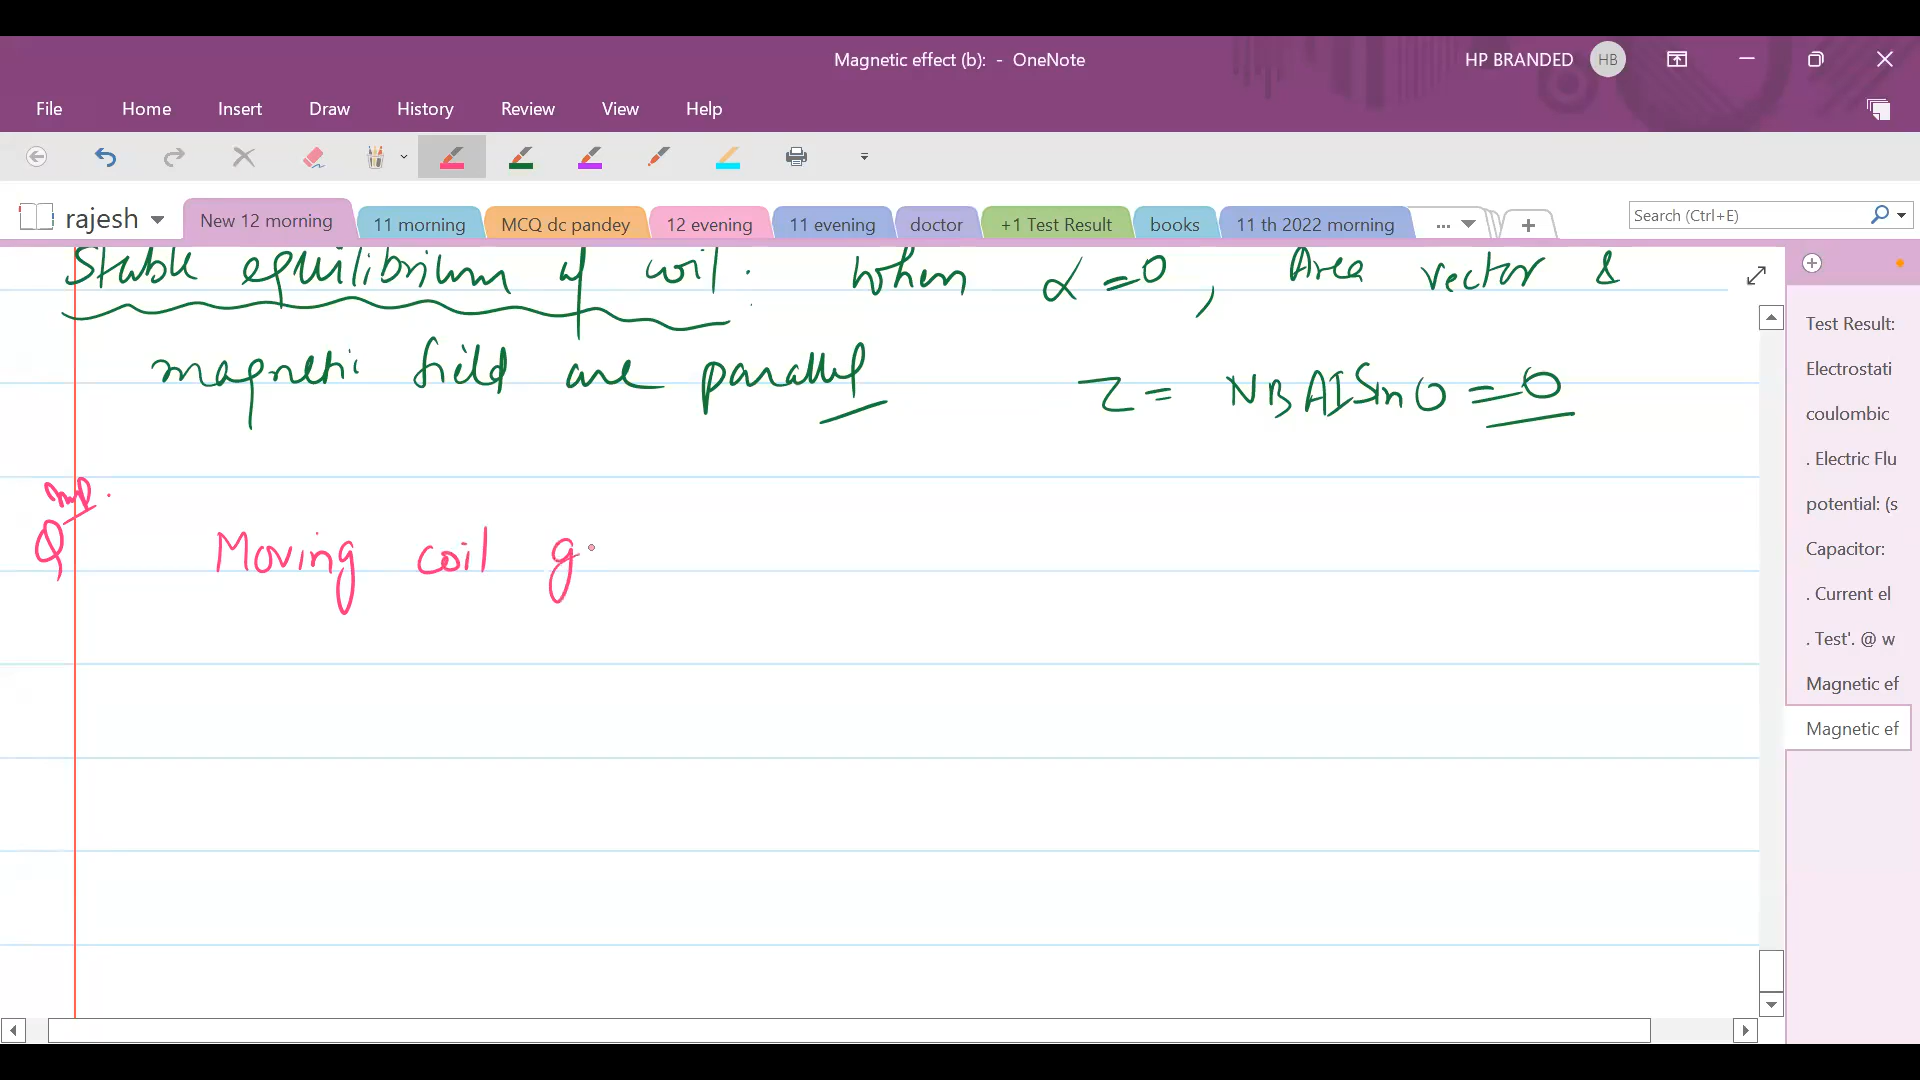 Magnetic effect (b): - OneNote
HP BRANDED HB
File Home Insert Draw History Review View Help
rajesh New 12 morning 11 morning MCQ dc pandey 12 evening 11 evening doctor +1 Test Result books 11 th 2022 morning ... + Search (Ctrl+E)
Stable equilibrium of coil. When α = 0, Area vector &
magnetic field are parallel τ = NBAI Sin 0 = 0
Imp.
Q Moving coil g
Test Result:
Electrostati
coulombic
. Electric Flu
potential: (s
Capacitor:
. Current el
. Test'. @ w
Magnetic ef
Magnetic ef